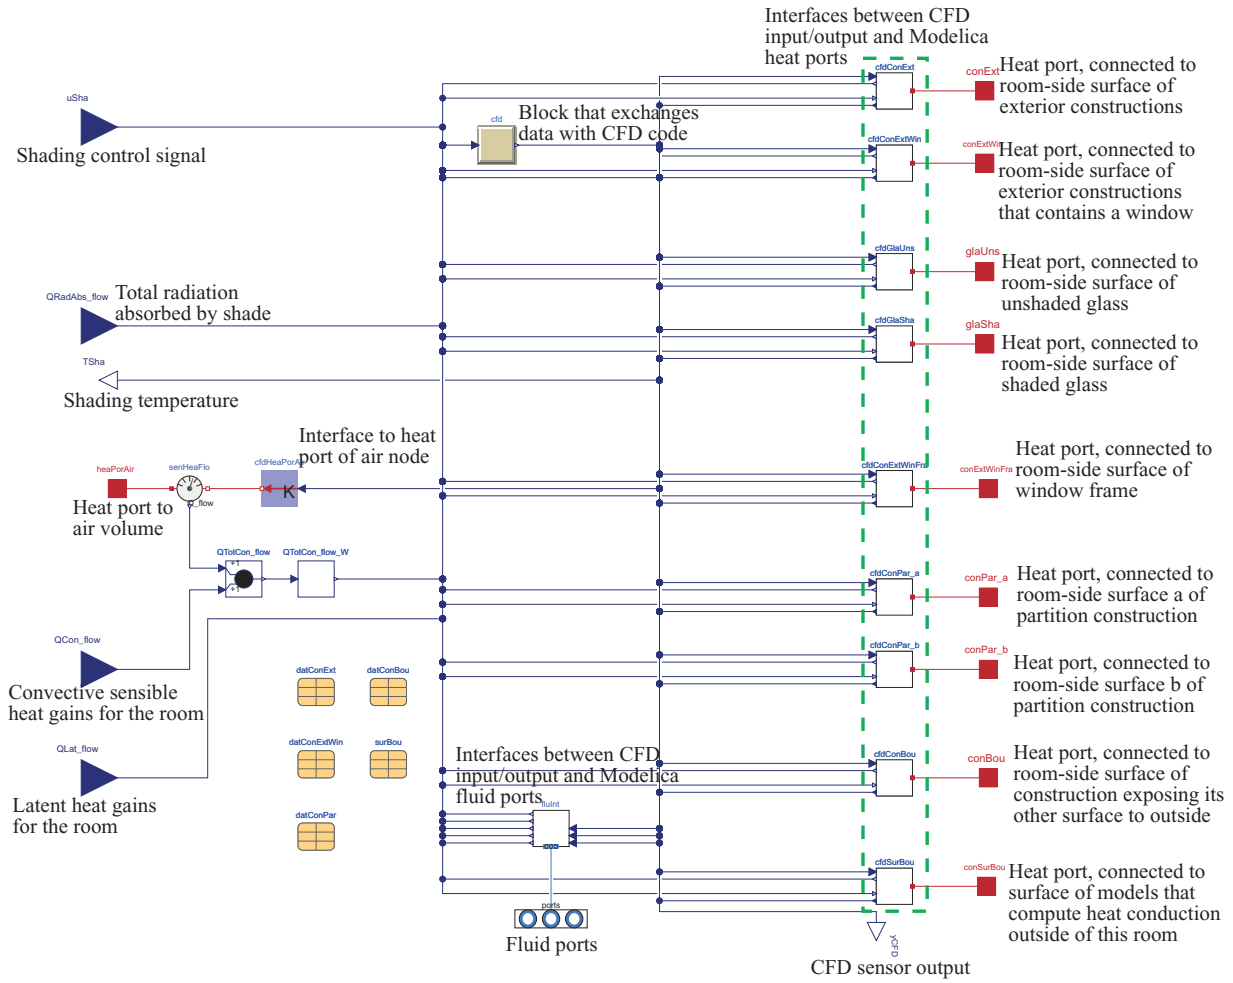 Interfaces between CFD
input/output and Modelica
heat ports
cfdConExt
conExt
Heat port, connected to
room-side surface of
exterior constructions
uSha
Shading control signal
cfd
Block that exchanges
data with CFD code
cfdConExtWin
conExtWin
Heat port, connected to
room-side surface of
exterior constructions
that contains a window
cfdGlaUns
glaUns
Heat port, connected to
room-side surface of
unshaded glass
QRadAbs_flow
Total radiation
absorbed by shade
cfdGlaSha
glaSha
Heat port, connected to
room-side surface of
shaded glass
TSha
Shading temperature
Interface to heat
port of air node
heaPorAir
senHeaFlo
cfdHeaPorAir
K
_flow
Heat port to
air volume
cfdConExtWinFra
conExtWinFra
Heat port, connected to
room-side surface of
window frame
QTotCon_flow
QTotCon_flow_W
+1
+1
cfdConPar_a
conPar_a
Heat port, connected to
room-side surface a of
partition construction
QCon_flow
Convective sensible
heat gains for the room
cfdConPar_b
conPar_b
Heat port, connected to
room-side surface b of
partition construction
datConExt
datConBou
QLat_flow
Latent heat gains
for the room
datConExtWin
surBou
datConPar
Interfaces between CFD
input/output and Modelica
fluid ports
fluInt
cfdConBou
conBou
Heat port, connected to
room-side surface of
construction exposing its
other surface to outside
ports
Fluid ports
cfdSurBou
conSurBou
Heat port, connected to
surface of models that
compute heat conduction
outside of this room
yCFD
CFD sensor output